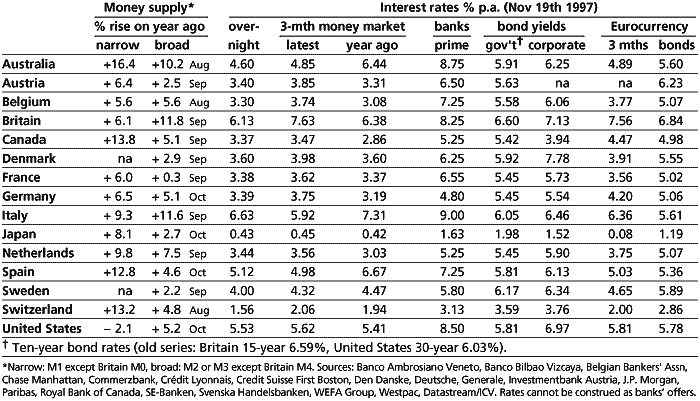 Money supply* Interest rates % p.a. (Nov 19th 1997)
% rise on year ago over- 3-mth money market banks bond yields Eurocurrency
narrow broad night latest year ago prime gov't† corporate 3 mths bonds
Australia +16.4 +10.2 Aug 4.60 4.85 6.44 8.75 5.91 6.25 4.89 5.60
Austria + 6.4 + 2.5 Sep 3.40 3.85 3.31 6.50 5.63 na na 6.23
Belgium + 5.6 + 5.6 Aug 3.30 3.74 3.08 7.25 5.58 6.06 3.77 5.07
Britain + 6.1 +11.8 Sep 6.13 7.63 6.38 8.25 6.60 7.13 7.56 6.84
Canada +13.8 + 5.1 Sep 3.37 3.47 2.86 5.25 5.42 3.94 4.47 4.98
Denmark na + 2.9 Sep 3.60 3.98 3.60 6.25 5.92 7.78 3.91 5.55
France + 6.0 + 0.3 Sep 3.38 3.62 3.37 6.55 5.45 5.73 3.56 5.02
Germany + 6.5 + 5.1 Oct 3.39 3.75 3.19 4.80 5.45 5.54 4.20 5.06
Italy + 9.3 +11.6 Sep 6.63 5.92 7.31 9.00 6.05 6.46 6.36 5.61
Japan + 8.1 + 2.7 Oct 0.43 0.45 0.42 1.63 1.98 1.52 0.08 1.19
Netherlands + 9.8 + 7.5 Sep 3.44 3.56 3.03 5.25 5.45 5.90 3.75 5.07
Spain +12.8 + 4.6 Oct 5.12 4.98 6.67 7.25 5.81 6.13 5.03 5.36
Sweden na + 2.2 Sep 4.00 4.32 4.47 5.80 6.17 6.34 4.65 5.89
Switzerland +13.2 + 4.8 Aug 1.56 2.06 1.94 3.13 3.59 3.76 2.00 2.86
United States – 2.1 + 5.2 Oct 5.53 5.62 5.41 8.50 5.81 6.97 5.81 5.78
† Ten-year bond rates (old series: Britain 15-year 6.59%, United States 30-year 6.03%).
*Narrow: M1 except Britain M0, broad: M2 or M3 except Britain M4. Sources: Banco Ambrosiano Veneto, Banco Bilbao Vizcaya, Belgian Bankers' Assn,
Chase Manhattan, Commerzbank, Crédit Lyonnais, Credit Suisse First Boston, Den Danske, Deutsche, Generale, Investmentbank Austria, J.P. Morgan,
Paribas, Royal Bank of Canada, SE-Banken, Svenska Handelsbanken, WEFA Group, Westpac, Datastream/ICV. Rates cannot be construed as banks' offers.